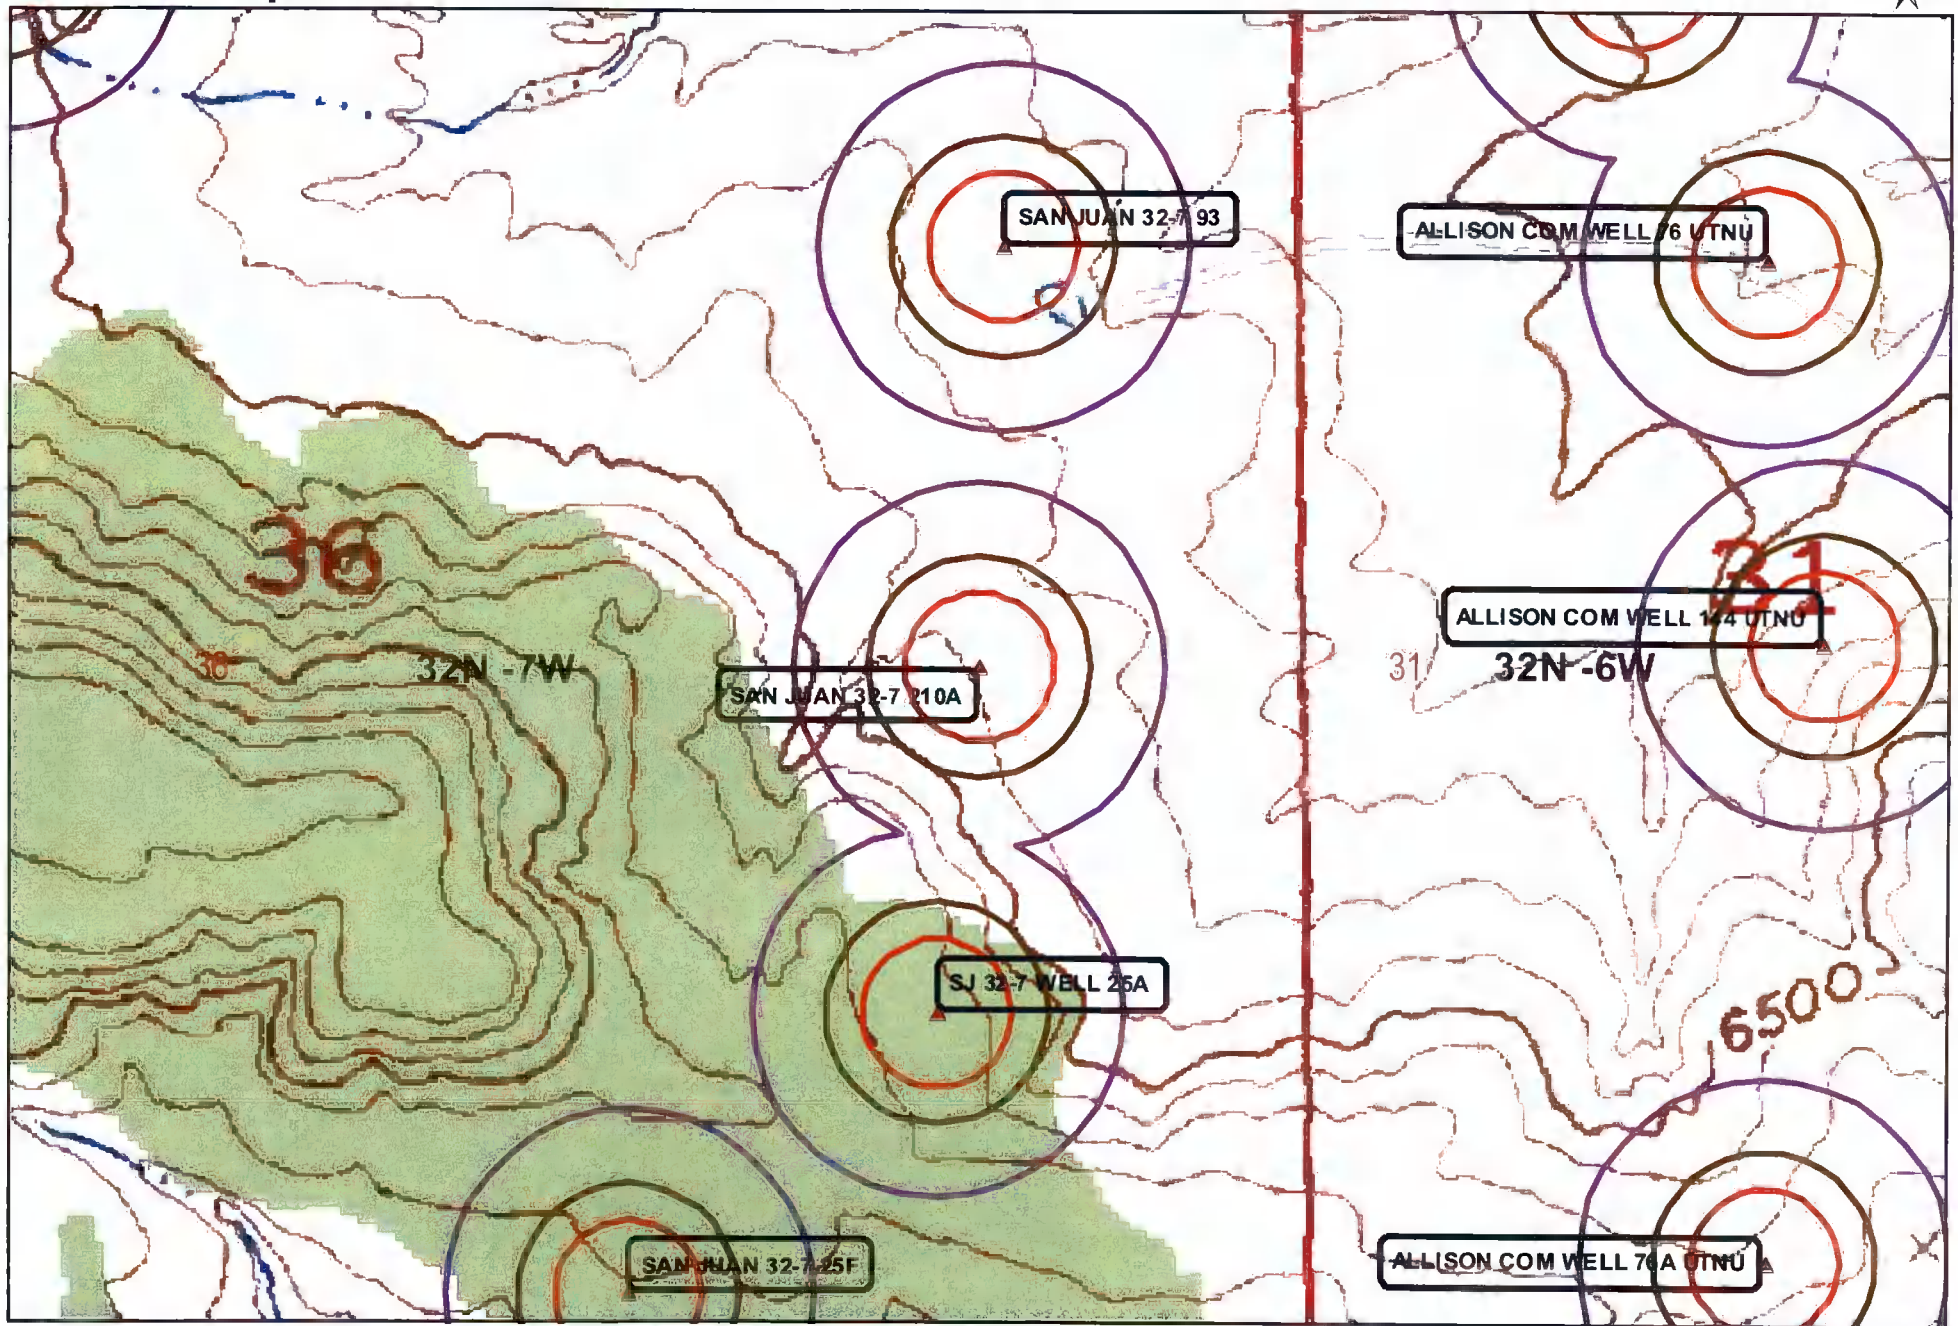 SAN JUAN 32-7 93
ALLISON COM WELL 76 UTNU
36
31
ALLISON COM WELL 144 UTNU
36
32N -7W
31
32N -6W
SAN JUAN 32-7 210A
SJ 32-7 WELL 25A
6500
SAN JUAN 32-7 25F
ALLISON COM WELL 76A UTNU